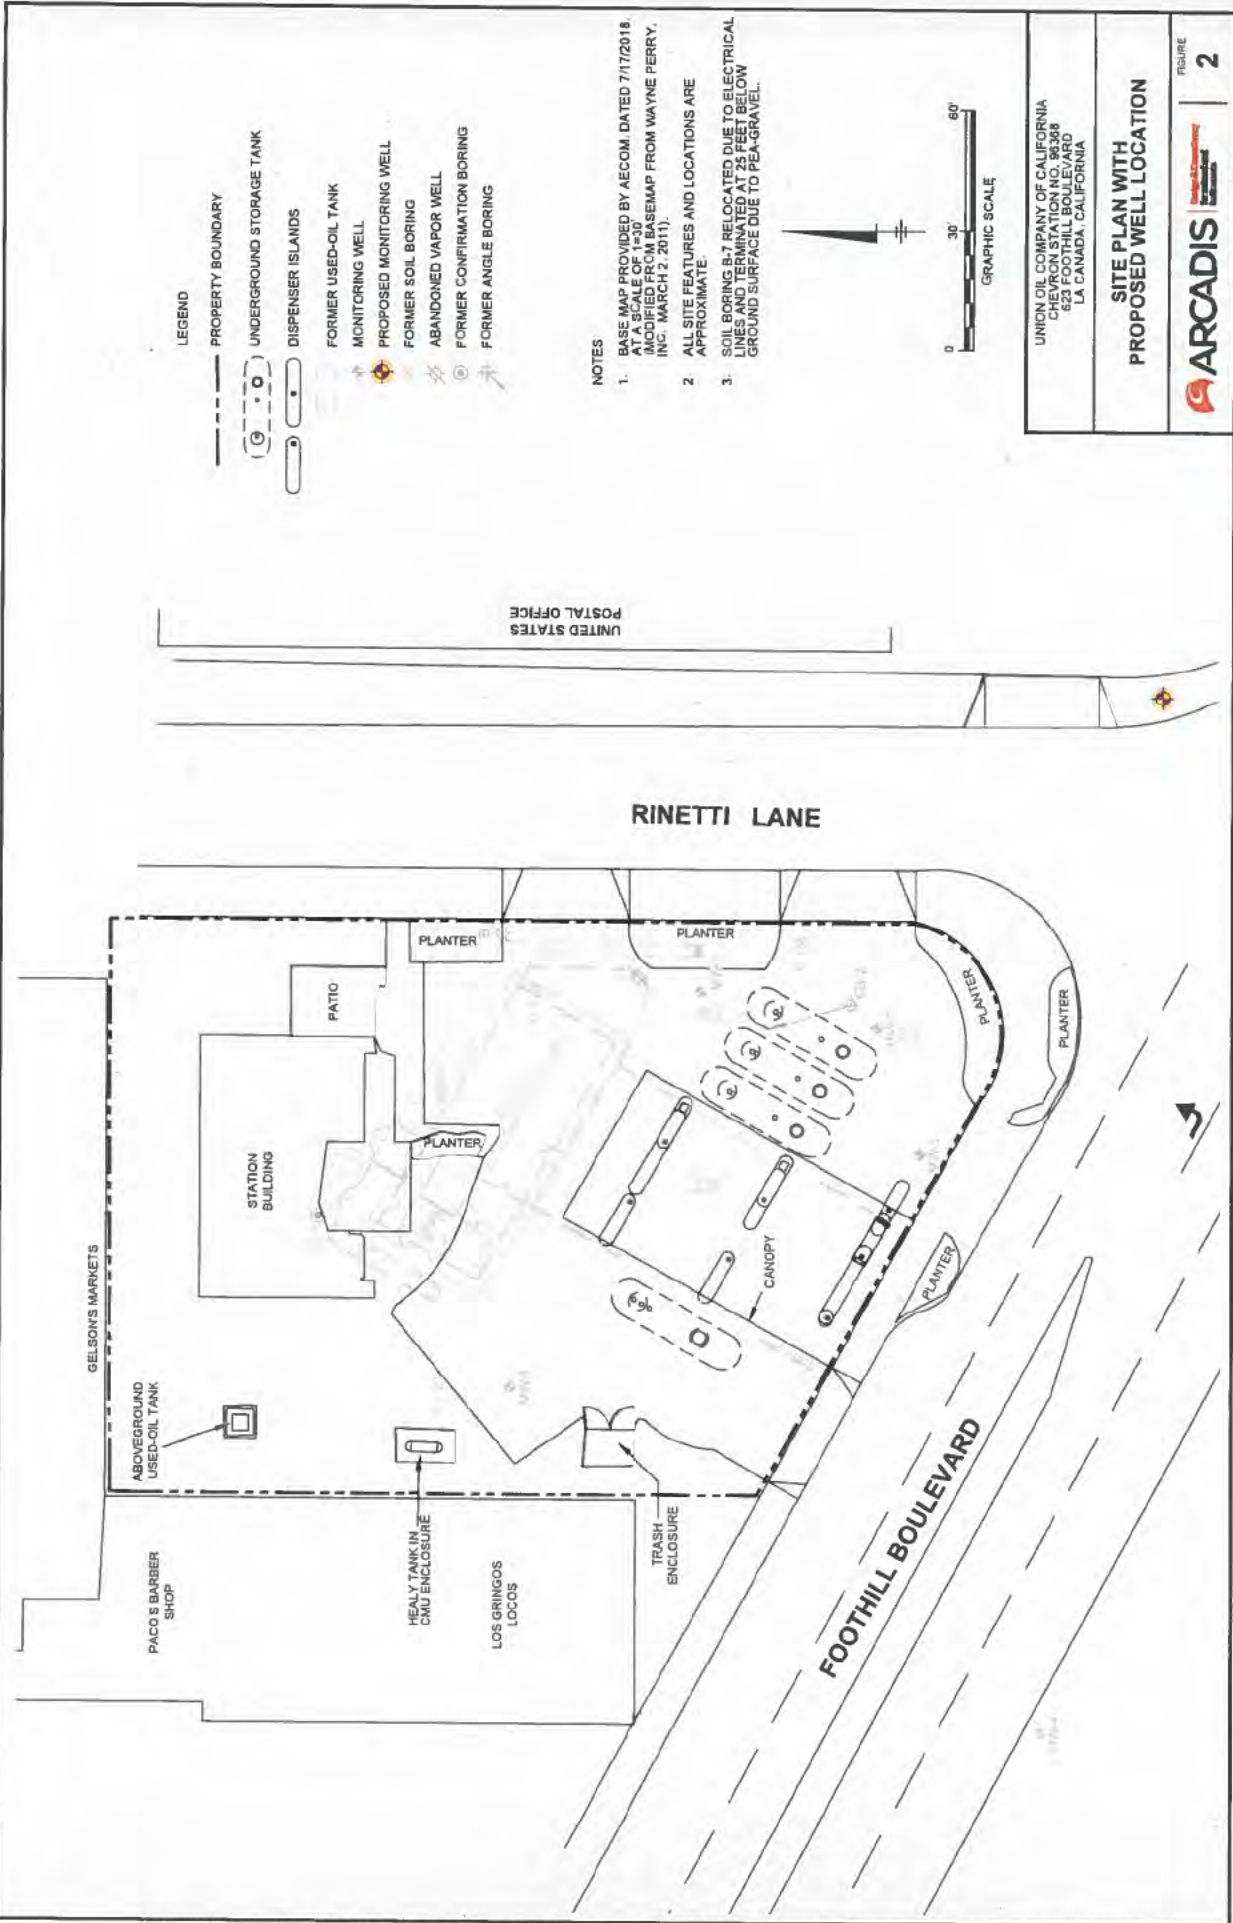 GELSON'S MARKETS
ABOVEGROUND
USED-OIL TANK
PACO S BARBER
SHOP
STATION
BUILDING
PATIO
PLANTER
PLANTER
PLANTER
PLANTER
PLANTER
PLANTER
HEALY TANK IN
CMU ENCLOSURE
LOS GRINGOS
LOCOS
TRASH
ENCLOSURE
CANOPY
FOOTHILL BOULEVARD
RINETTI LANE
UNITED STATES
POSTAL OFFICE
LEGEND
PROPERTY BOUNDARY
UNDERGROUND STORAGE TANK
DISPENSER ISLANDS
FORMER USED-OIL TANK
MONITORING WELL
PROPOSED MONITORING WELL
FORMER SOIL BORING
ABANDONED VAPOR WELL
FORMER CONFIRMATION BORING
FORMER ANGLE BORING
NOTES
1. BASE MAP PROVIDED BY AECOM. DATED 7/17/2018.
AT A SCALE OF 1=30'
(MODIFIED FROM BASEMAP FROM WAYNE PERRY,
INC. MARCH 2, 2011).
2. ALL SITE FEATURES AND LOCATIONS ARE
APPROXIMATE.
3. SOIL BORING B-7 RELOCATED DUE TO ELECTRICAL
LINES AND TERMINATED AT 25 FEET BELOW
GROUND SURFACE DUE TO PEA-GRAVEL.
0 30' 60'
GRAPHIC SCALE
UNION OIL COMPANY OF CALIFORNIA
CHEVRON STATION NO. 96368
623 FOOTHILL BOULEVARD
LA CANADA, CALIFORNIA
SITE PLAN WITH
PROPOSED WELL LOCATION
ARCADIS
FIGURE
2